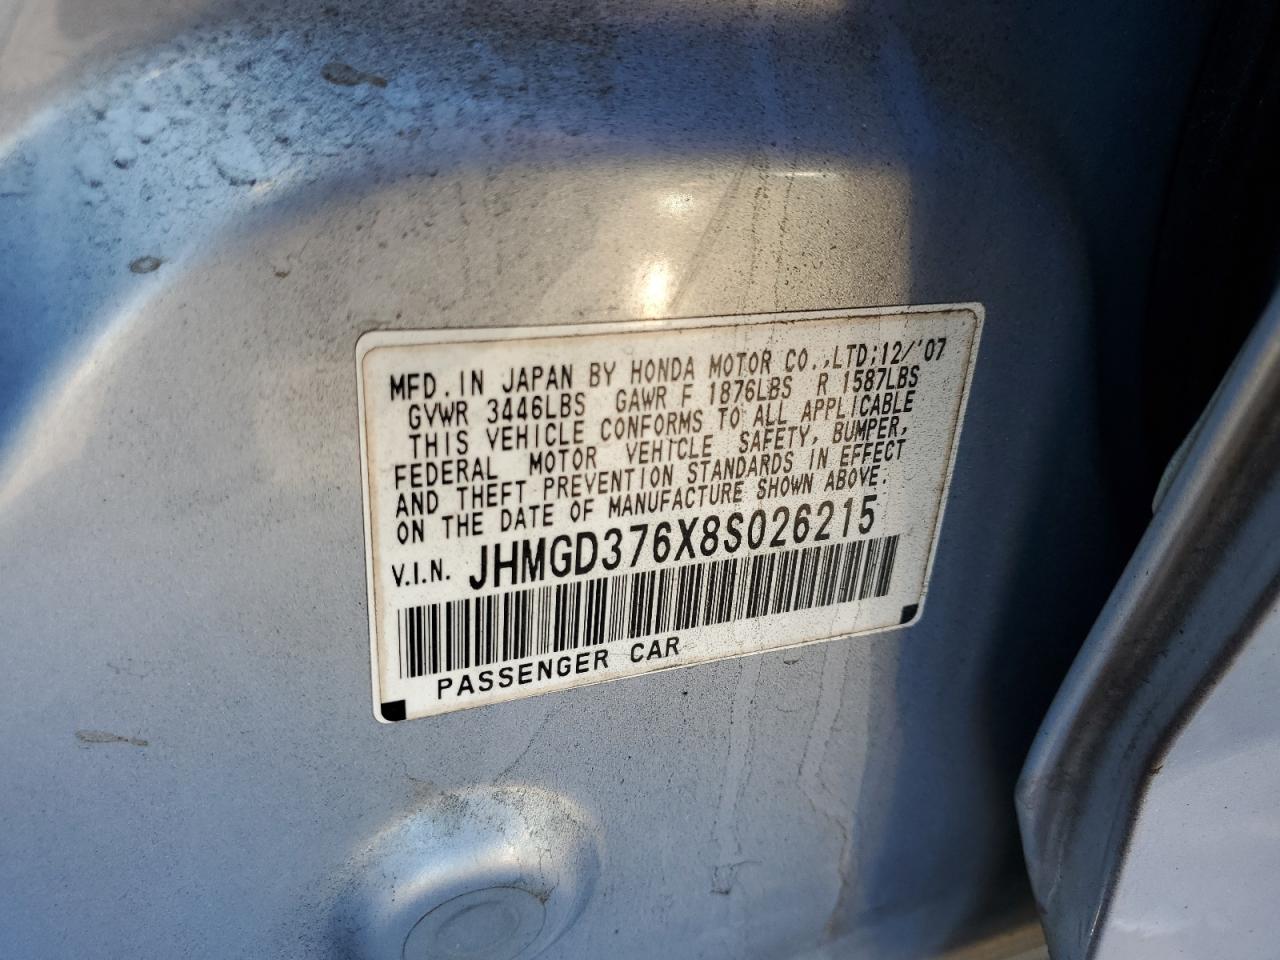 MFD. IN JAPAN BY HONDA MOTOR CO.,LTD;12/'07
GVWR 3446LBS GAWR F 1876LBS R 1587LBS
THIS VEHICLE CONFORMS TO ALL APPLICABLE
FEDERAL MOTOR VEHICLE SAFETY, BUMPER,
AND THEFT PREVENTION STANDARDS IN EFFECT
ON THE DATE OF MANUFACTURE SHOWN ABOVE.
V.I.N. JHMGD376X8S026215
PASSENGER CAR